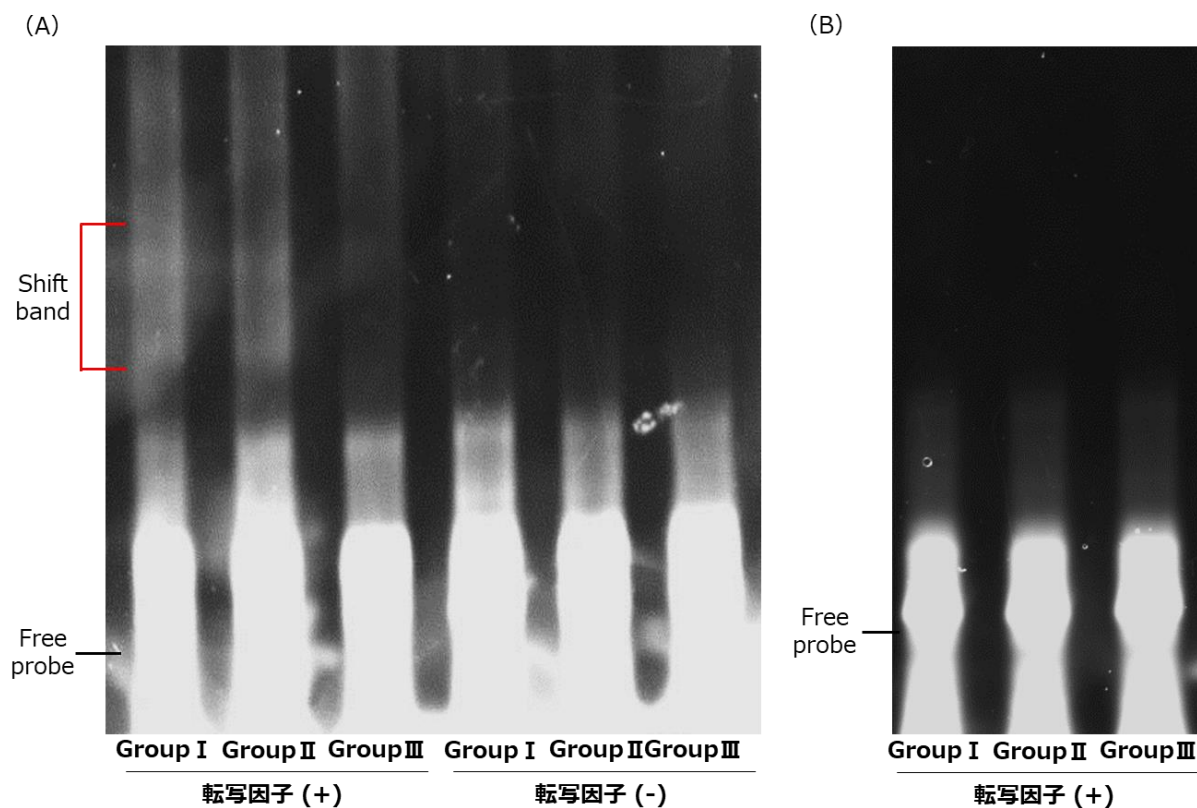 (A)
Shift
band
Free
probe
Group Ⅰ Group Ⅱ Group Ⅲ Group Ⅰ Group Ⅱ Group Ⅲ
転写因子 (+) 転写因子 (-)
(B)
Free
probe
Group Ⅰ Group Ⅱ Group Ⅲ
転写因子 (+)